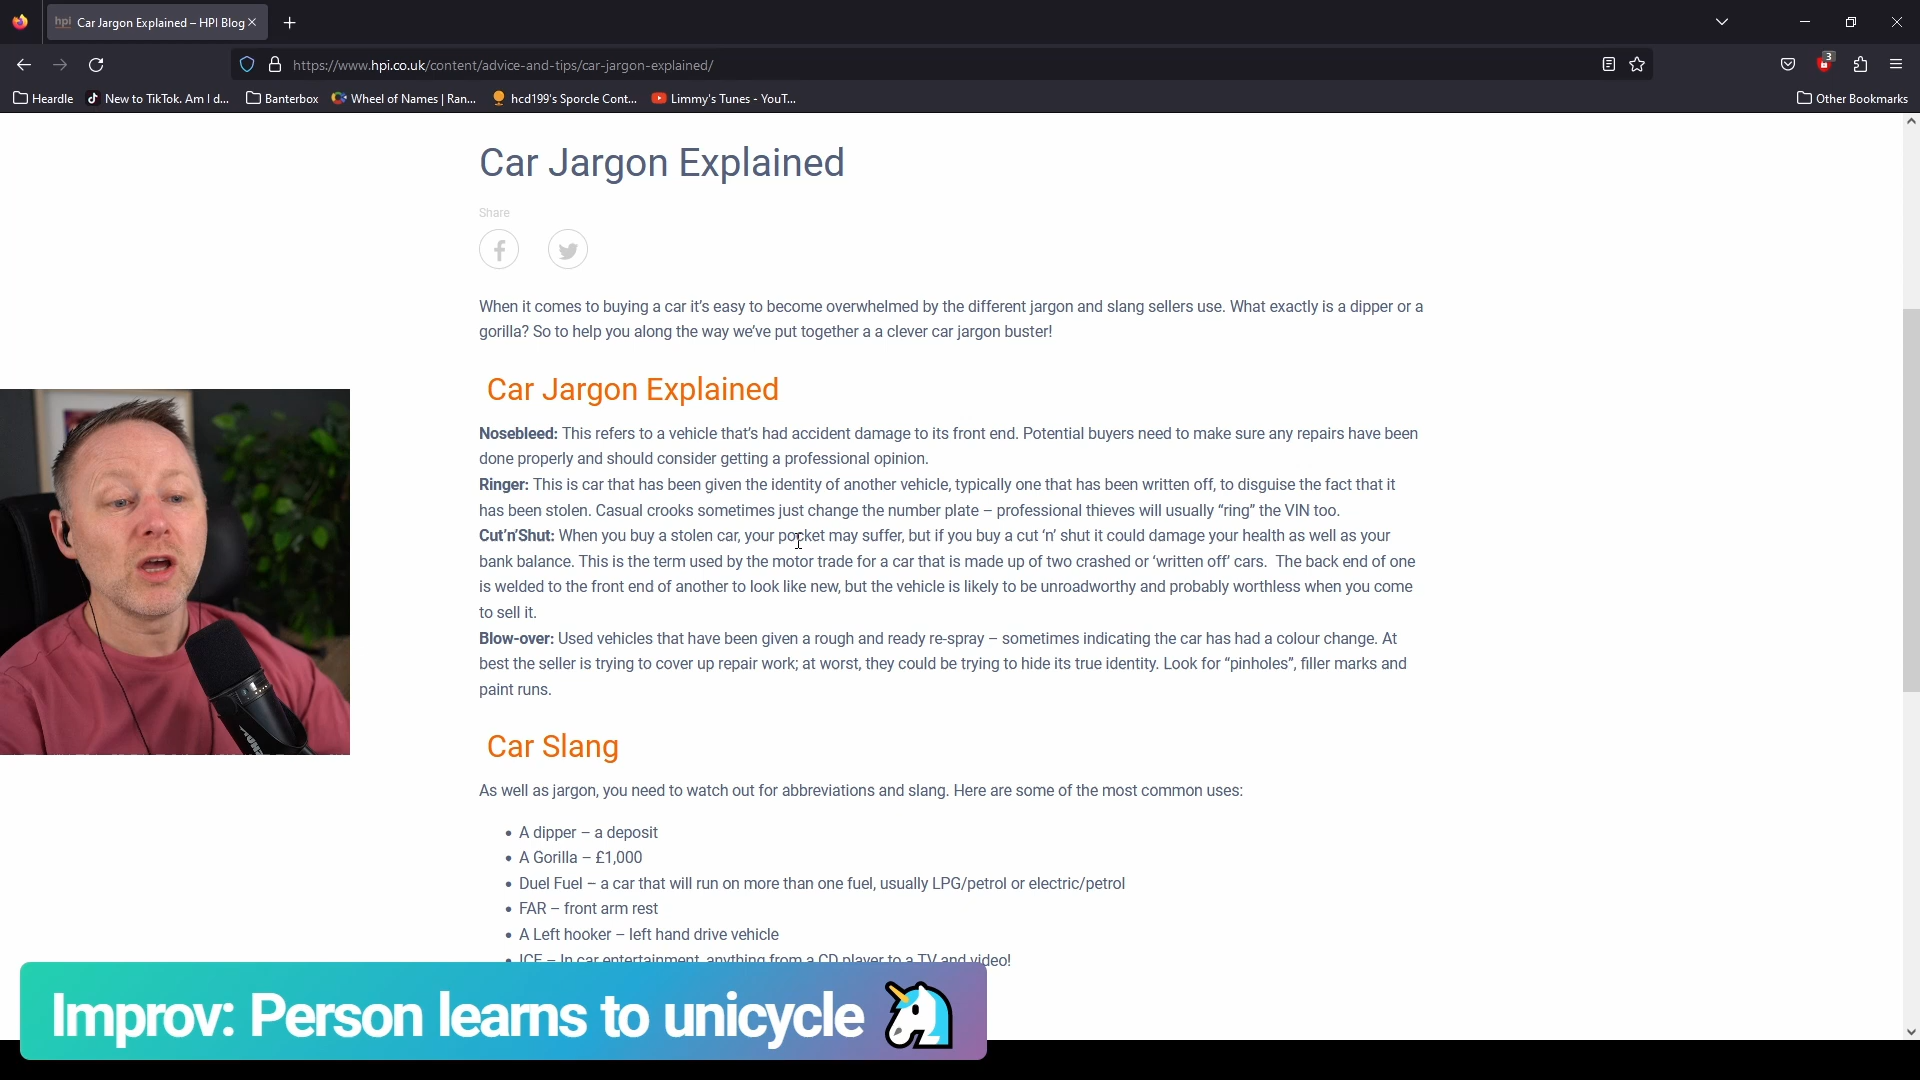 hpi Car Jargon Explained – HPI Blog
https://www.hpi.co.uk/content/advice-and-tips/car-jargon-explained/
3
Heardle New to TikTok. Am I d... Banterbox Wheel of Names | Ran... hcd199's Sporcle Cont... Limmy's Tunes - YouT... Other Bookmarks
Car Jargon Explained
Share
When it comes to buying a car it's easy to become overwhelmed by the different jargon and slang sellers use. What exactly is a dipper or a
gorilla? So to help you along the way we've put together a a clever car jargon buster!
Car Jargon Explained
Nosebleed: This refers to a vehicle that's had accident damage to its front end. Potential buyers need to make sure any repairs have been
done properly and should consider getting a professional opinion.
Ringer: This is car that has been given the identity of another vehicle, typically one that has been written off, to disguise the fact that it
has been stolen. Casual crooks sometimes just change the number plate – professional thieves will usually “ring” the VIN too.
Cut'n'Shut: When you buy a stolen car, your pocket may suffer, but if you buy a cut ‘n’ shut it could damage your health as well as your
bank balance. This is the term used by the motor trade for a car that is made up of two crashed or ‘written off’ cars. The back end of one
is welded to the front end of another to look like new, but the vehicle is likely to be unroadworthy and probably worthless when you come
to sell it.
Blow-over: Used vehicles that have been given a rough and ready re-spray – sometimes indicating the car has had a colour change. At
best the seller is trying to cover up repair work; at worst, they could be trying to hide its true identity. Look for “pinholes”, filler marks and
paint runs.
Car Slang
As well as jargon, you need to watch out for abbreviations and slang. Here are some of the most common uses:
• A dipper – a deposit
• A Gorilla – £1,000
• Duel Fuel – a car that will run on more than one fuel, usually LPG/petrol or electric/petrol
• FAR – front arm rest
• A Left hooker – left hand drive vehicle
• ICE – In car entertainment, anything from a CD player to a TV and video!
Improv: Person learns to unicycle